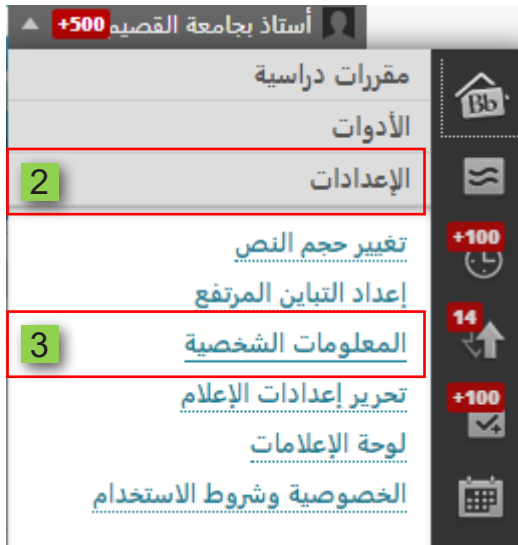 أستاذ بجامعة القصيم +500
مقررات دراسية
الأدوات
2 الإعدادات
تغيير حجم النص
إعداد التباين المرتفع
3 المعلومات الشخصية
تحرير إعدادات الإعلام
لوحة الإعلامات
الخصوصية وشروط الاستخدام
Bb
+100
14
+100